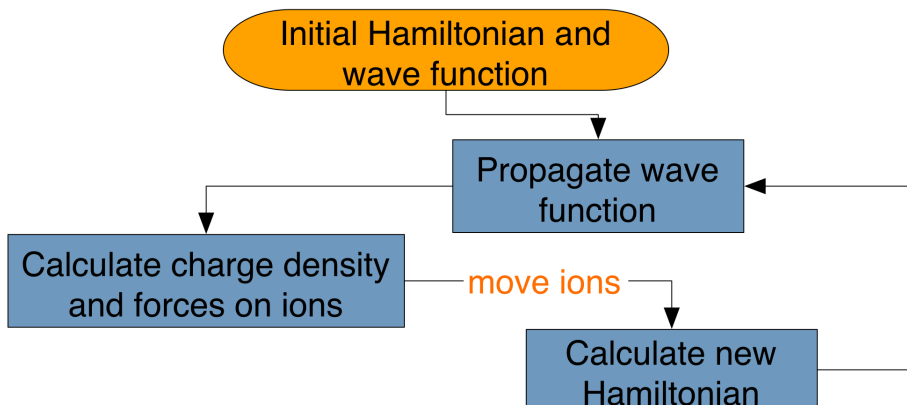 Initial Hamiltonian and
wave function
Propagate wave
function
Calculate charge density
and forces on ions
move ions
Calculate new
Hamiltonian